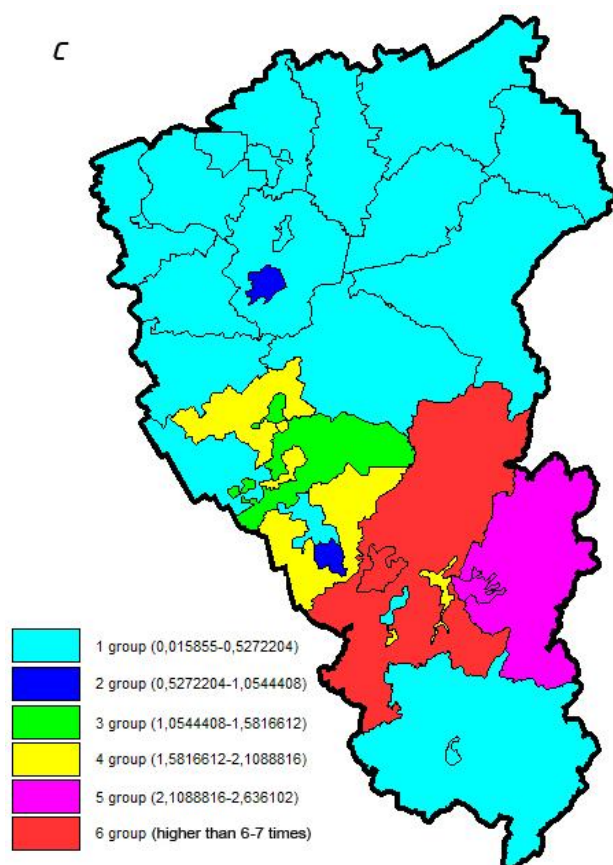 C
1 group (0,015855-0,5272204)
2 group (0,5272204-1,0544408)
3 group (1,0544408-1,5816612)
4 group (1,5816612-2,1088816)
5 group (2,1088816-2,636102)
6 group (higher than 6-7 times)